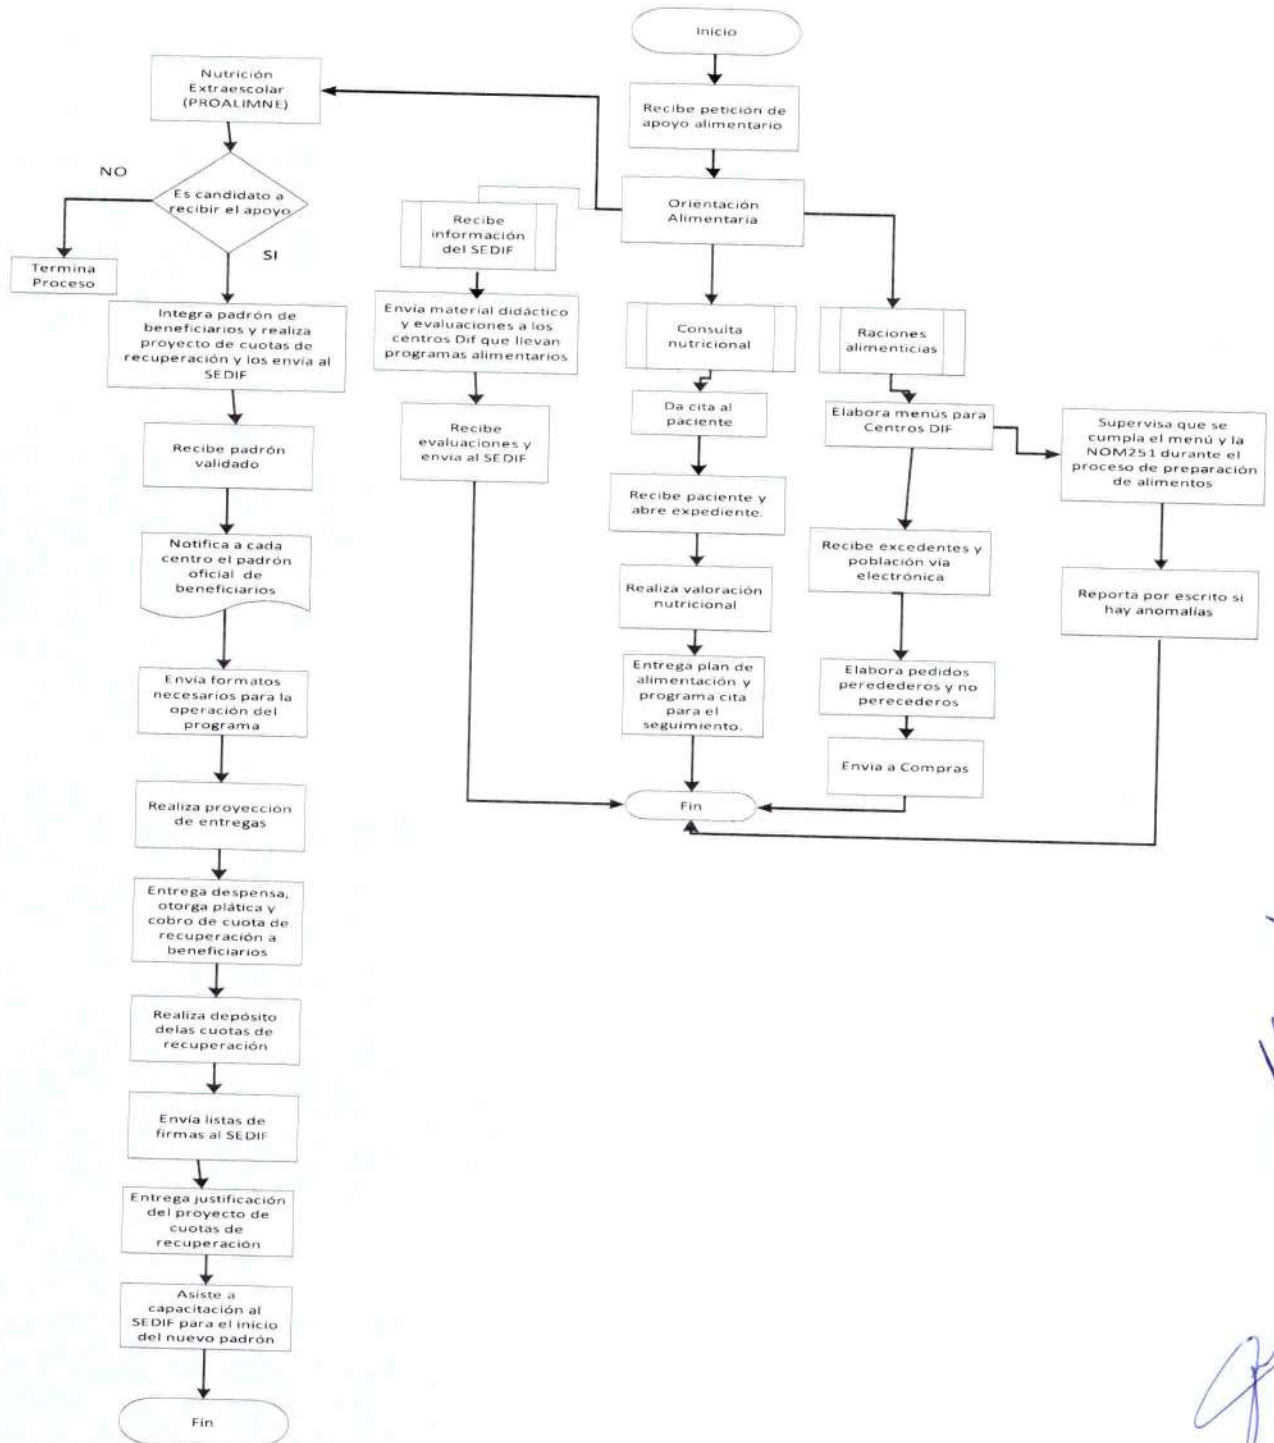 Inicio
Recibe petición de
apoyo alimentario
Orientación
Alimentaria
Nutrición
Extraescolar
(PROALIMNE)
Es candidato a
recibir el apoyo
NO
SI
Termina
Proceso
Integra padrón de
beneficiarios y realiza
proyecto de cuotas de
recuperación y los envía al
SEDIF
Recibe padrón
validado
Notifica a cada
centro el padrón
oficial de
beneficiarios
Envía formatos
necesarios para la
operación del
programa
Realiza proyección
de entregas
Entrega despensa,
otorga plática y
cobro de cuota de
recuperación a
beneficiarios
Realiza depósito
delas cuotas de
recuperación
Envía listas de
firmas al SEDIF
Entrega justificación
del proyecto de
cuotas de
recuperación
Asiste a
capacitación al
SEDIF para el inicio
del nuevo padrón
Fin
Recibe
información
del SEDIF
Envía material didáctico
y evaluaciones a los
centros Dif que llevan
programas alimentarios
Recibe
evaluaciones y
envía al SEDIF
Consulta
nutricional
Da cita al
paciente
Recibe paciente y
abre expediente.
Realiza valoración
nutricional
Entrega plan de
alimentación y
programa cita
para el
seguimiento.
Fin
Raciones
alimenticias
Elabora menús para
Centros DIF
Recibe excedentes y
población vía
electrónica
Elabora pedidos
peredederos y no
perecederos
Envia a Compras
Supervisa que se
cumpla el menú y la
NOM251 durante el
proceso de preparación
de alimentos
Reporta por escrito si
hay anomalías